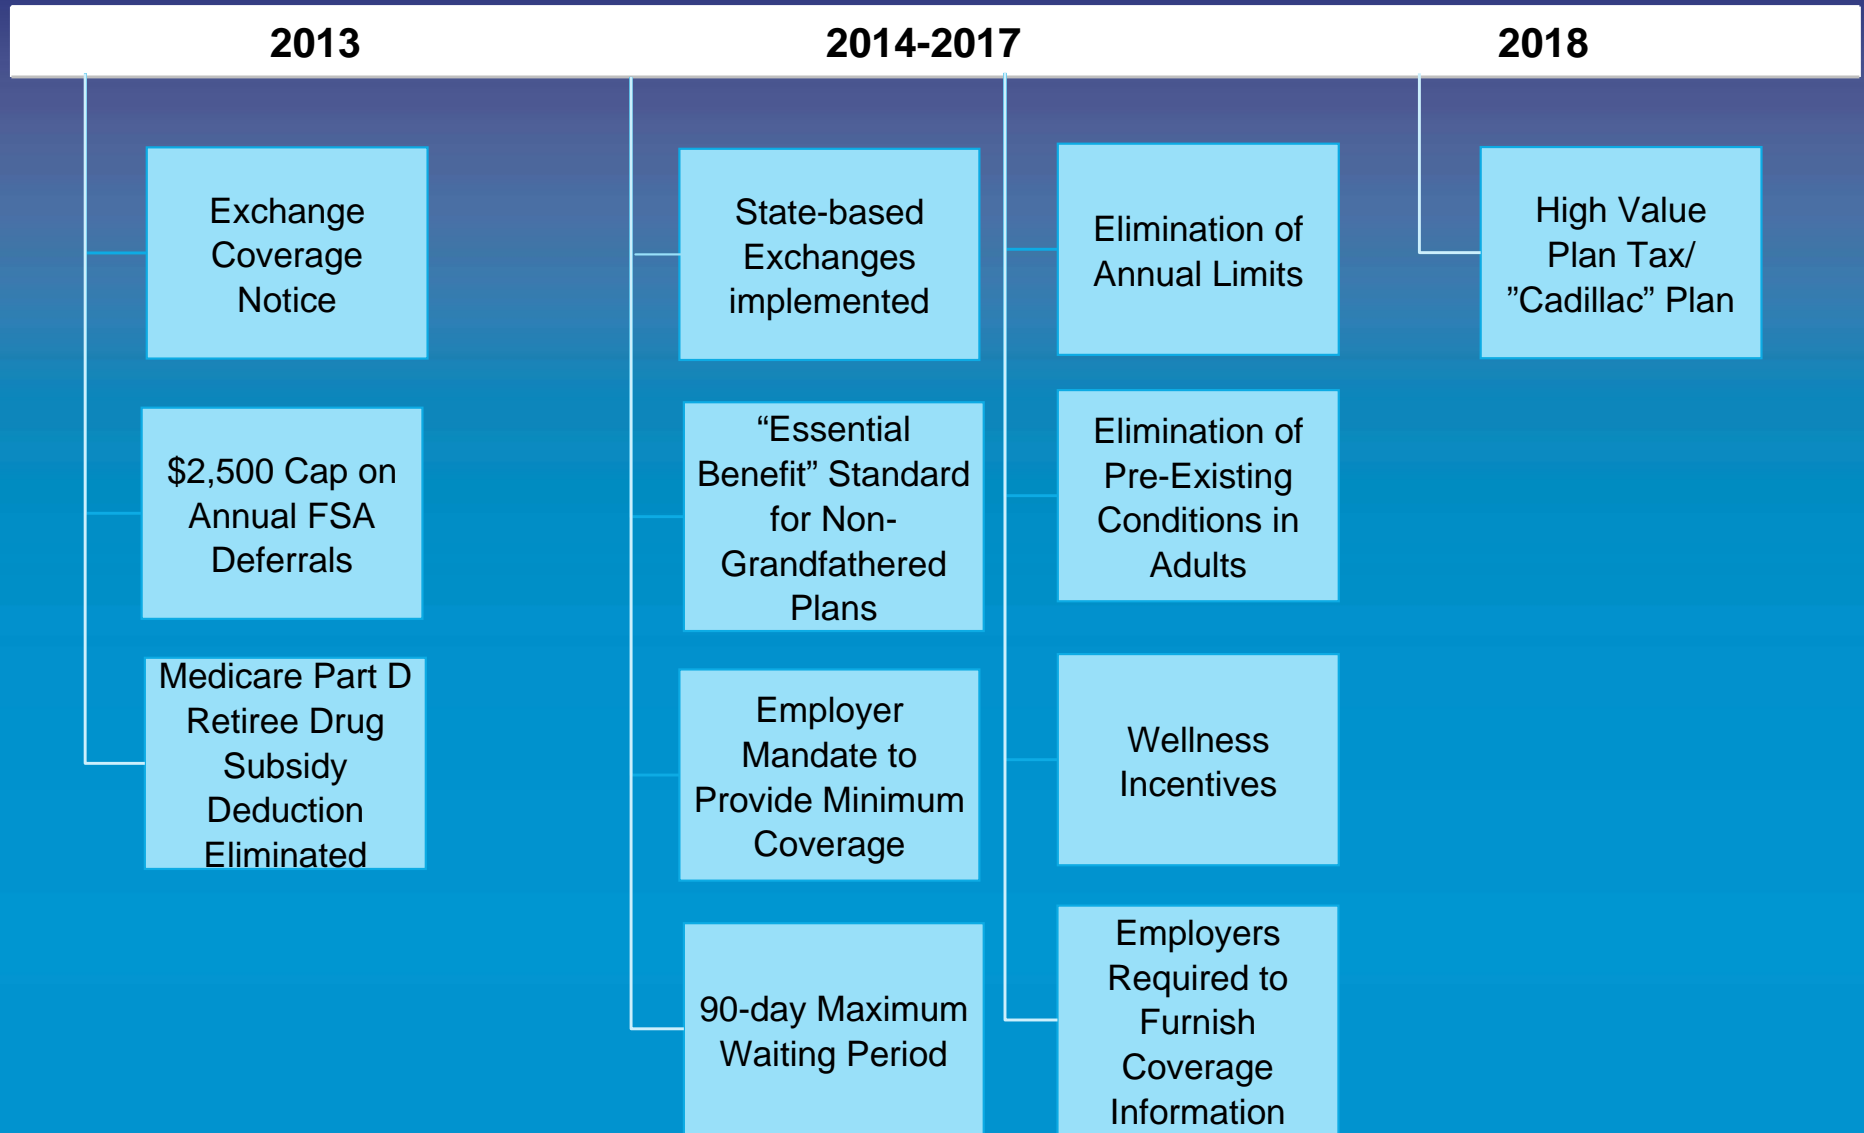 2013
2014-2017
2018
Exchange
Coverage
Notice
$2,500 Cap on
Annual FSA
Deferrals
Medicare Part D
Retiree Drug
Subsidy
Deduction
Eliminated
State-based
Exchanges
implemented
“Essential
Benefit” Standard
for Non-
Grandfathered
Plans
Employer
Mandate to
Provide Minimum
Coverage
90-day Maximum
Waiting Period
Elimination of
Annual Limits
Elimination of
Pre-Existing
Conditions in
Adults
Wellness
Incentives
Employers
Required to
Furnish
Coverage
Information
High Value
Plan Tax/
”Cadillac” Plan